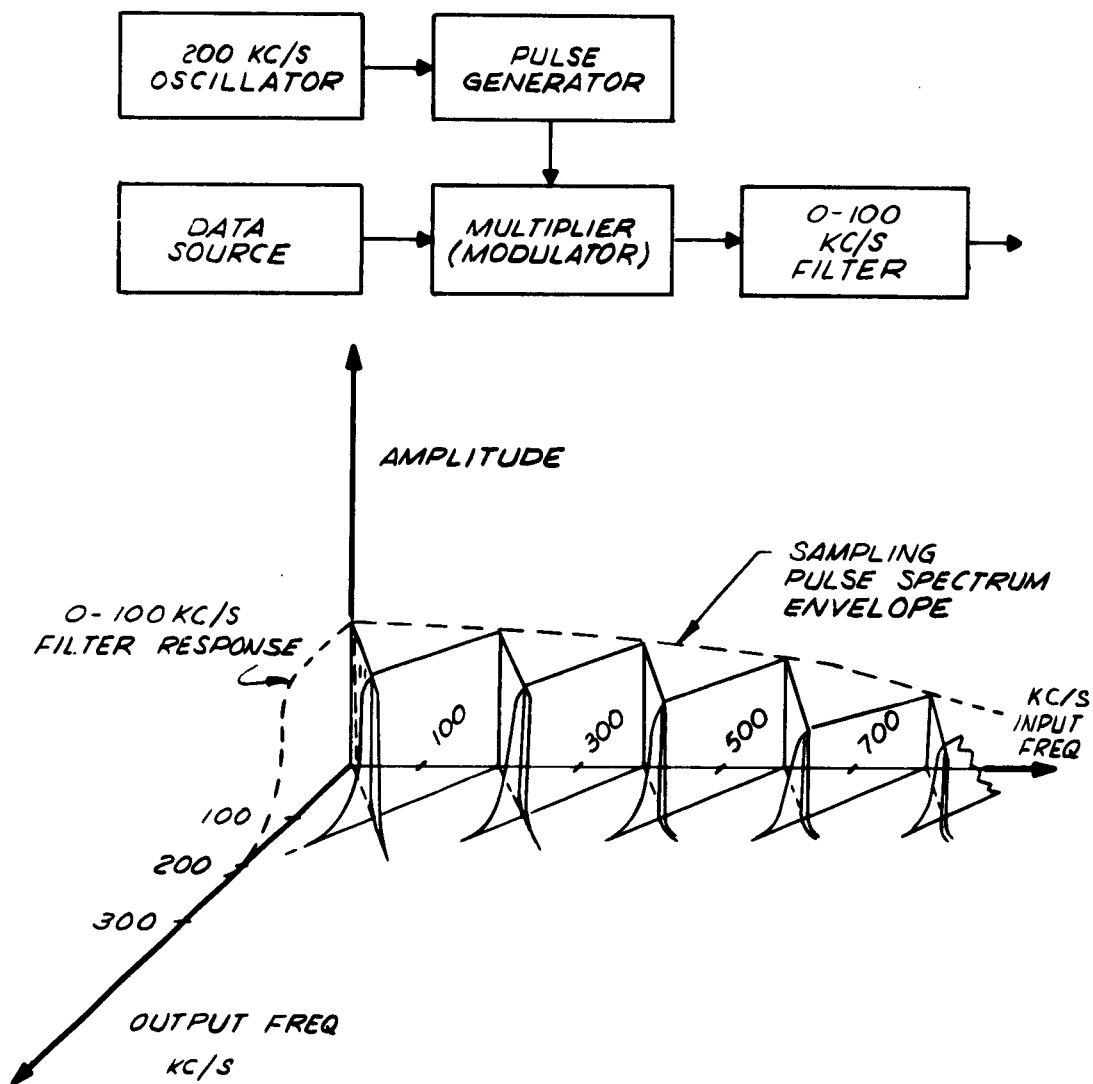 200 KC/S
OSCILLATOR
PULSE
GENERATOR
DATA
SOURCE
MULTIPLIER
(MODULATOR)
0-100
KC/S
FILTER
AMPLITUDE
SAMPLING
PULSE SPECTRUM
ENVELOPE
0-100 KC/S
FILTER RESPONSE
KC/S
INPUT
FREQ
100
300
500
700
100
200
300
OUTPUT FREQ
KC/S